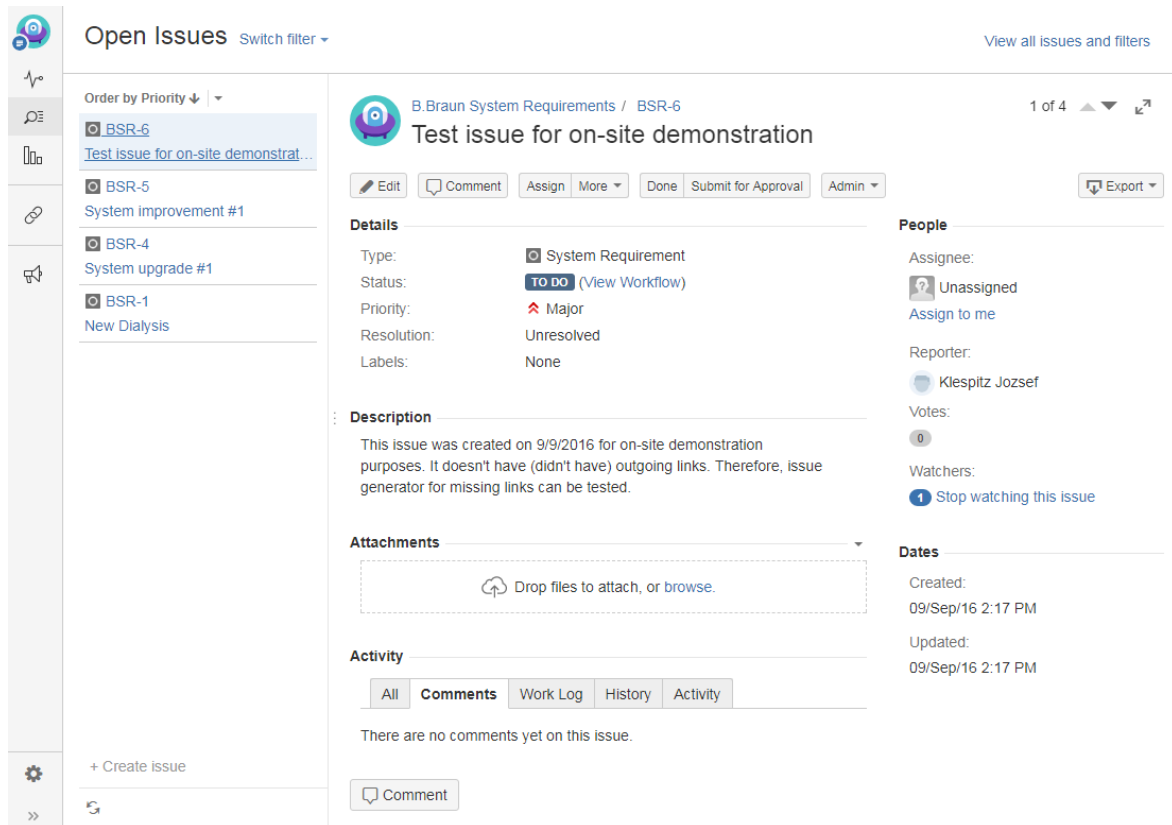 Open Issues Switch filter
View all issues and filters
Order by Priority
BSR-6
Test issue for on-site demonstrat...
BSR-5
System improvement #1
BSR-4
System upgrade #1
BSR-1
New Dialysis
+ Create issue
B.Braun System Requirements / BSR-6
1 of 4
Test issue for on-site demonstration
Edit Comment Assign More Done Submit for Approval Admin Export
Details
Type: System Requirement
Status: TO DO (View Workflow)
Priority: Major
Resolution: Unresolved
Labels: None
Description
This issue was created on 9/9/2016 for on-site demonstration
purposes. It doesn't have (didn't have) outgoing links. Therefore, issue
generator for missing links can be tested.
Attachments
Drop files to attach, or browse.
Activity
All Comments Work Log History Activity
There are no comments yet on this issue.
Comment
People
Assignee:
Unassigned
Assign to me
Reporter:
Klespitz Jozsef
Votes:
0
Watchers:
1 Stop watching this issue
Dates
Created:
09/Sep/16 2:17 PM
Updated:
09/Sep/16 2:17 PM